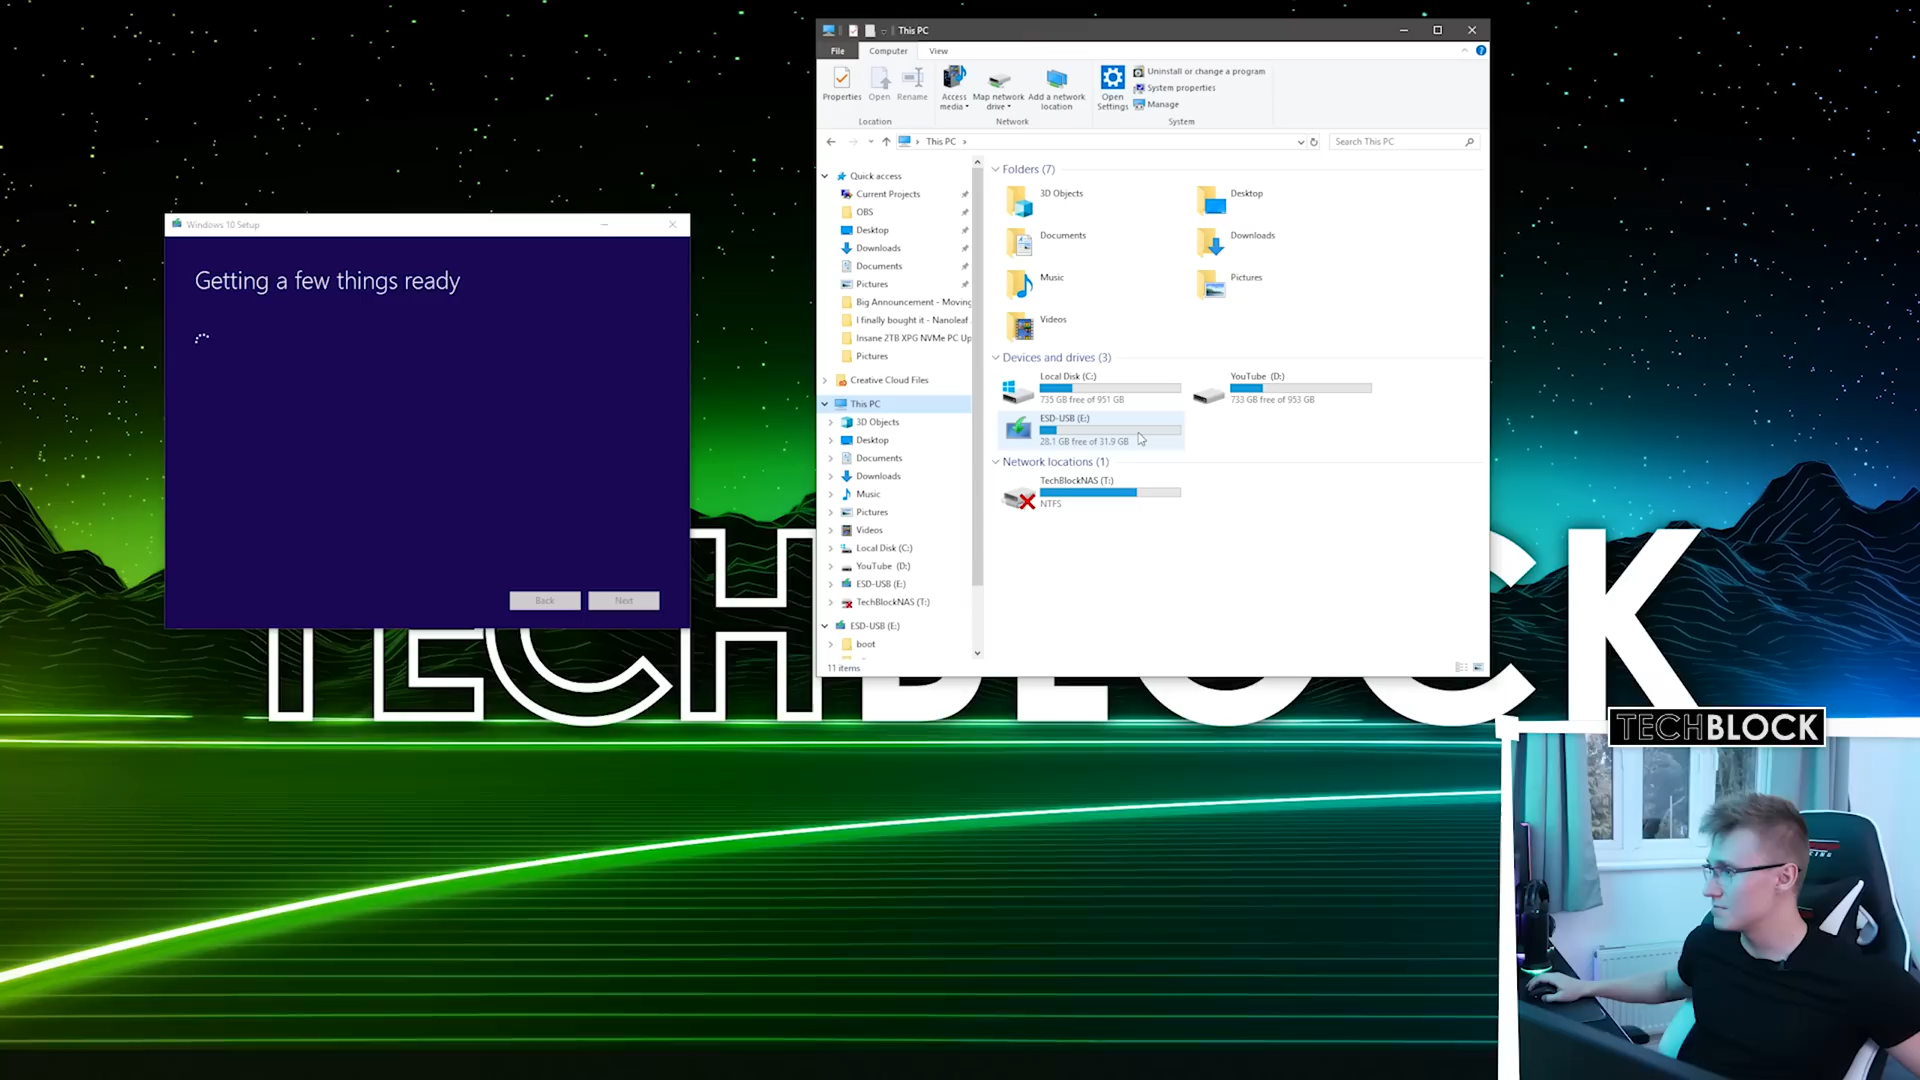 Windows 10 Setup
Getting a few things ready
Back
Next
This PC
File
Computer
View
Properties
Open
Rename
Access media
Map network drive
Add a network location
Open Settings
Uninstall or change a program
System properties
Manage
Location
Network
System
This PC
Search This PC
Quick access
Current Projects
OBS
Desktop
Downloads
Documents
Pictures
Big Announcement - Moving
I finally bought it - Nanoleaf
Insane 2TB XPG NVMe PC Up
Pictures
Creative Cloud Files
This PC
3D Objects
Desktop
Documents
Downloads
Music
Pictures
Videos
Local Disk (C:)
YouTube (D:)
ESD-USB (E:)
TechBlockNAS (T:)
ESD-USB (E:)
boot
Folders (7)
3D Objects
Desktop
Documents
Downloads
Music
Pictures
Videos
Devices and drives (3)
Local Disk (C:)
735 GB free of 951 GB
YouTube (D:)
733 GB free of 953 GB
ESD-USB (E:)
28.1 GB free of 31.9 GB
Network locations (1)
TechBlockNAS (T:)
NTFS
11 items
TECHBLOCK
TECHBLOCK